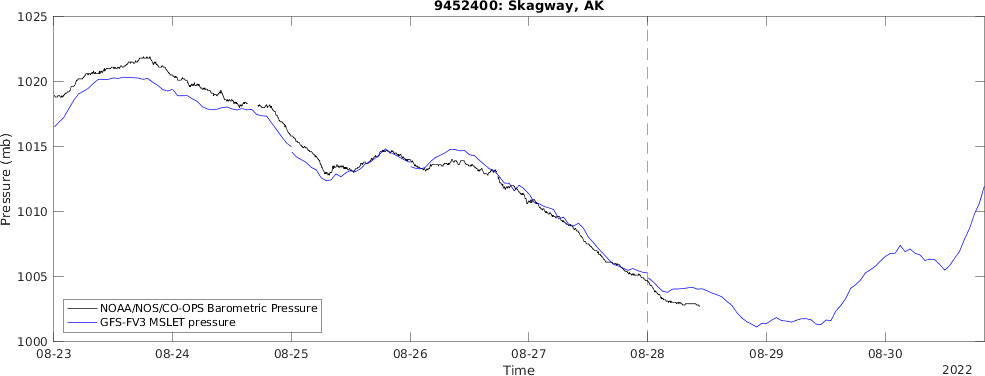 9452400: Skagway, AK
1025
1020
1015
1010
1005
1000
Pressure (mb)
NOAA/NOS/CO-OPS Barometric Pressure
GFS-FV3 MSLET pressure
08-23 08-24 08-25 08-26 08-27 08-28 08-29 08-30
Time
2022